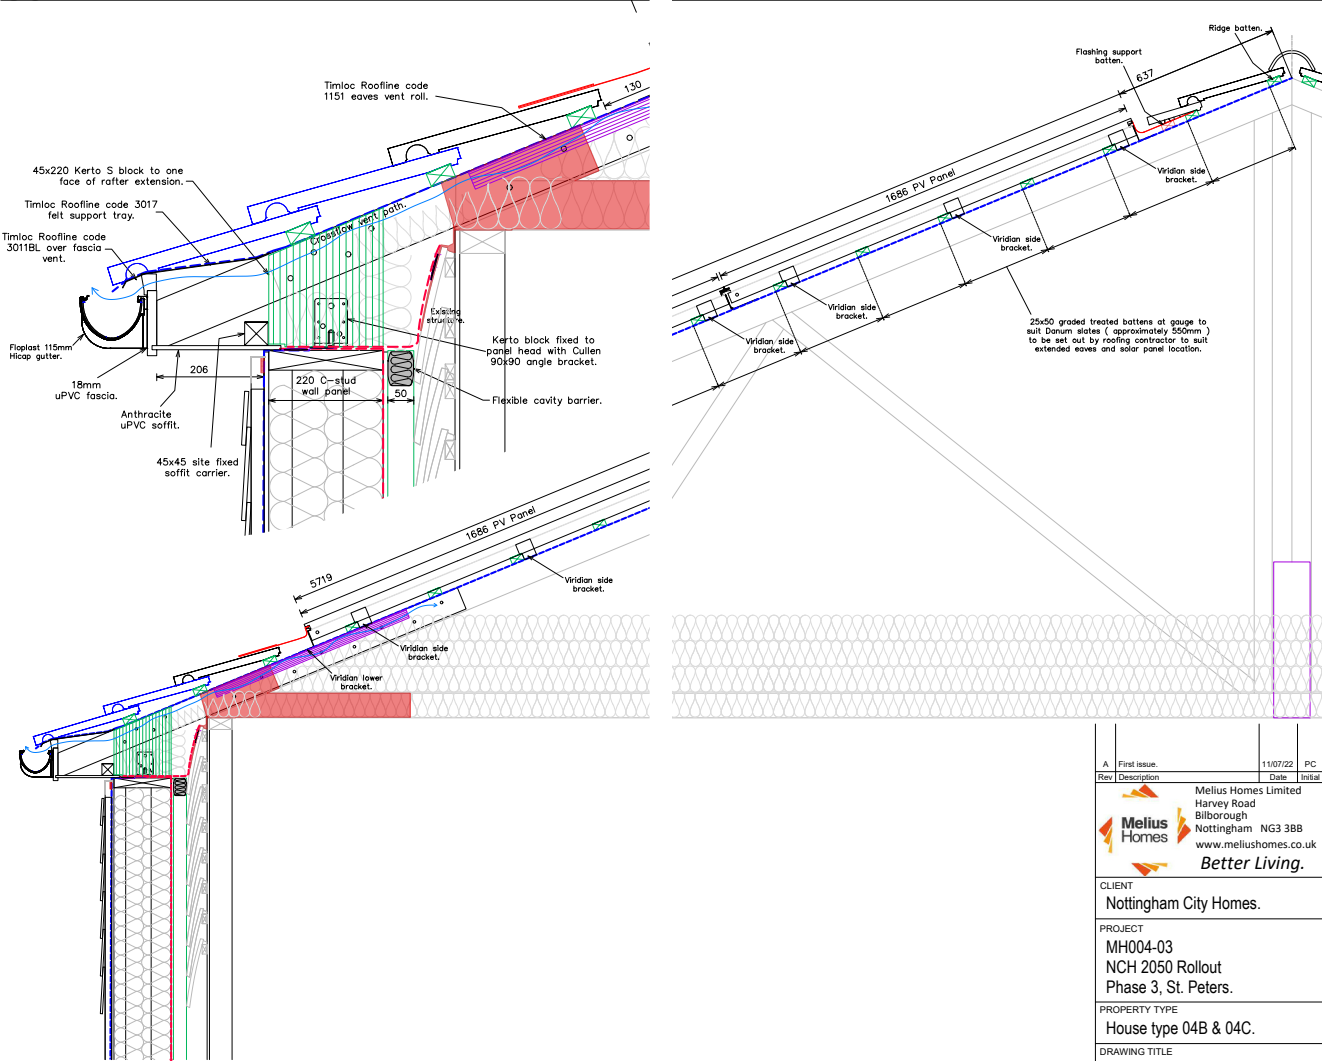 Timloc Roofline code
1151 eaves vent roll.
130
45x220 Kerto S block to one
face of rafter extension.
Timloc Roofline code 3017
felt support tray.
Timloc Roofline code
3011BL over fascia
vent.
Crossflow vent path.
Existing
structure.
Floplast 115mm
Hicap gutter.
Kerto block fixed to
panel head with Cullen
90x90 angle bracket.
206
220 C-stud
wall panel
50
18mm
uPVC fascia.
Flexible cavity barrier.
Anthracite
uPVC soffit.
45x45 site fixed
soffit carrier.
1686 PV Panel
5719
Viridian side
bracket.
Viridian side
bracket.
Viridian lower
bracket.
Ridge batten.
Flashing support
batten.
637
1686 PV Panel
Viridian side
bracket.
Viridian side
bracket.
Viridian side
bracket.
Viridian side
bracket.
25x50 graded treated battens at gauge to
suit Danum slates ( approximately 550mm )
to be set out by roofing contractor to suit
extended eaves and solar panel location.
A First issue. 11/07/22 PC
Rev Description Date Initial
Melius
Homes
Melius Homes Limited
Harvey Road
Bilborough
Nottingham NG3 3BB
www.meliushomes.co.uk
Better Living.
CLIENT
Nottingham City Homes.
PROJECT
MH004-03
NCH 2050 Rollout
Phase 3, St. Peters.
PROPERTY TYPE
House type 04B & 04C.
DRAWING TITLE